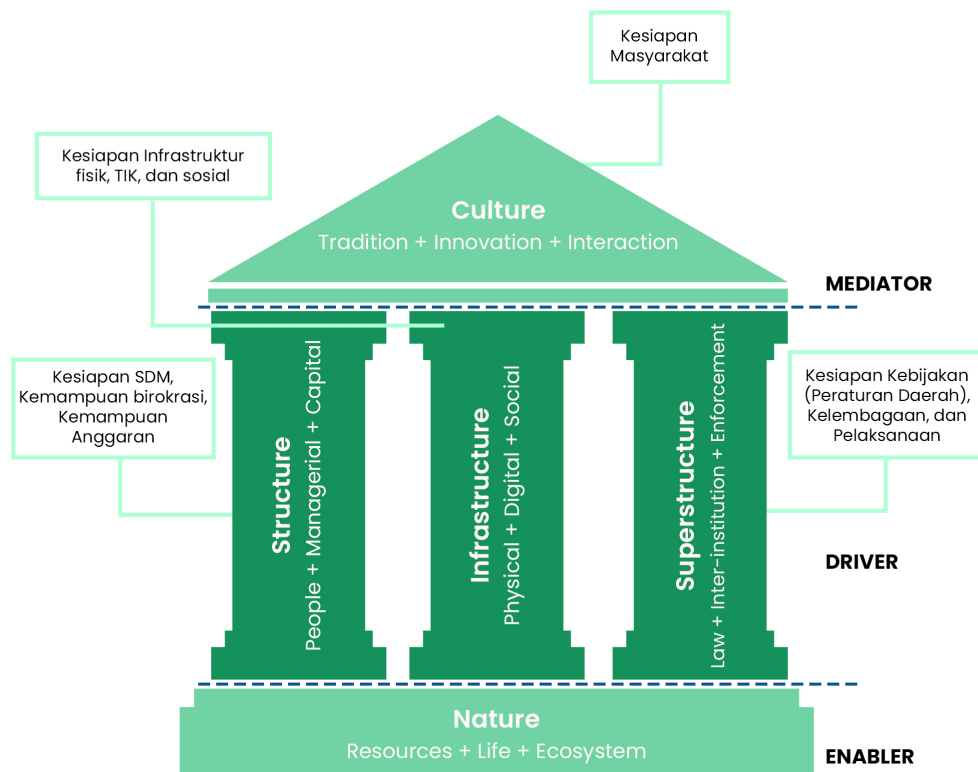 Kesiapan
Masyarakat
Kesiapan Infrastruktur
fisik, TIK, dan sosial
Culture
Tradition + Innovation + Interaction
MEDIATOR
Kesiapan SDM,
Kemampuan birokrasi,
Kemampuan
Anggaran
Structure
People + Managerial + Capital
Infrastructure
Physical + Digital + Social
Superstructure
Law + Inter-institution + Enforcement
Kesiapan Kebijakan
(Peraturan Daerah),
Kelembagaan, dan
Pelaksanaan
DRIVER
Nature
Resources + Life + Ecosystem
ENABLER